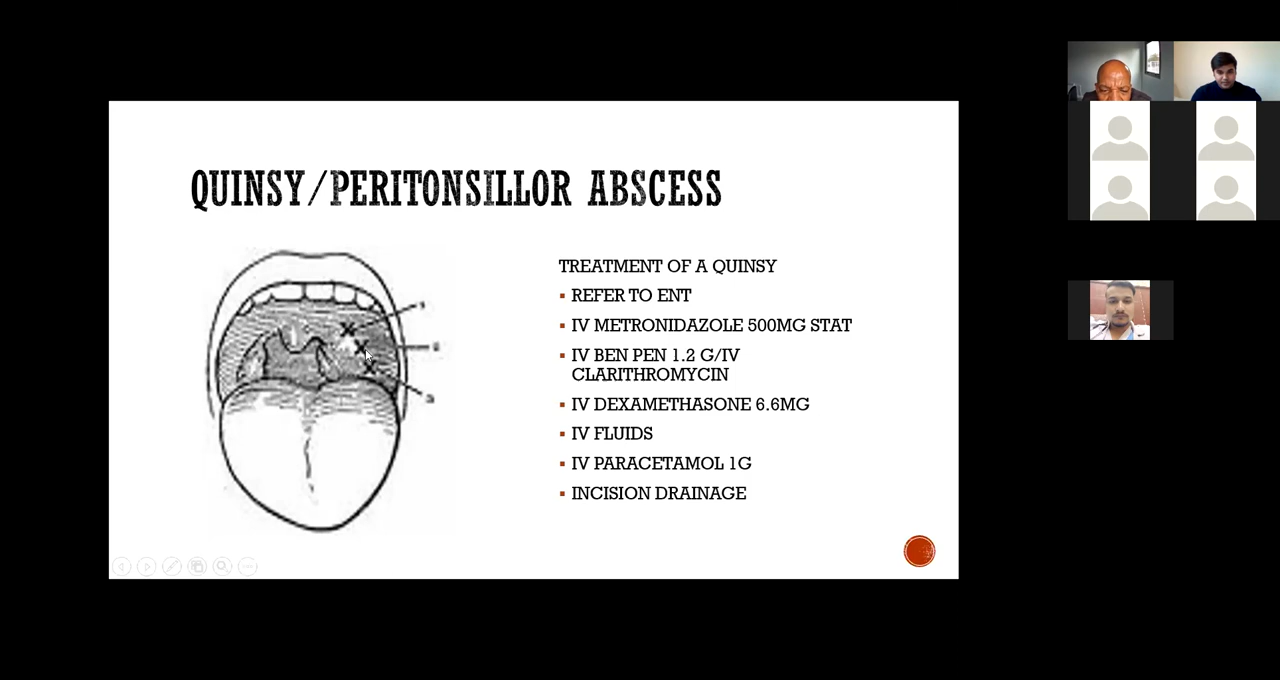 QUINSY/PERITONSILLOR ABSCESS
TREATMENT OF A QUINSY
▪ REFER TO ENT
▪ IV METRONIDAZOLE 500MG STAT
▪ IV BEN PEN 1.2 G/IV
CLARITHROMYCIN
▪ IV DEXAMETHASONE 6.6MG
▪ IV FLUIDS
▪ IV PARACETAMOL 1G
▪ INCISION DRAINAGE